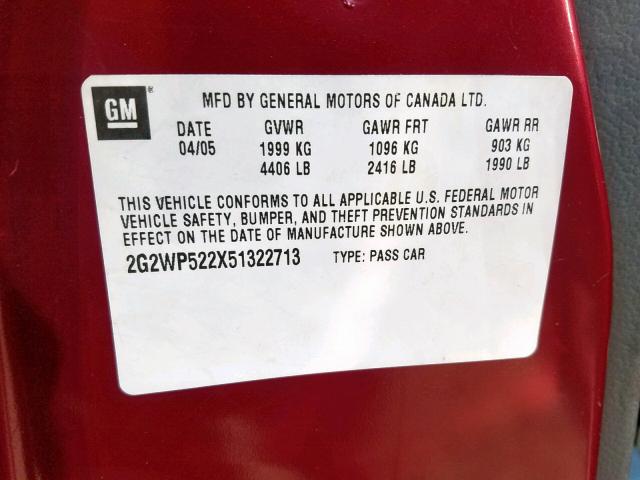 GM ®
MFD BY GENERAL MOTORS OF CANADA LTD.
DATE GVWR GAWR FRT GAWR RR
04/05 1999 KG 1096 KG 903 KG
4406 LB 2416 LB 1990 LB
THIS VEHICLE CONFORMS TO ALL APPLICABLE U.S. FEDERAL MOTOR
VEHICLE SAFETY, BUMPER, AND THEFT PREVENTION STANDARDS IN
EFFECT ON THE DATE OF MANUFACTURE SHOWN ABOVE.
2G2WP522X51322713 TYPE: PASS CAR